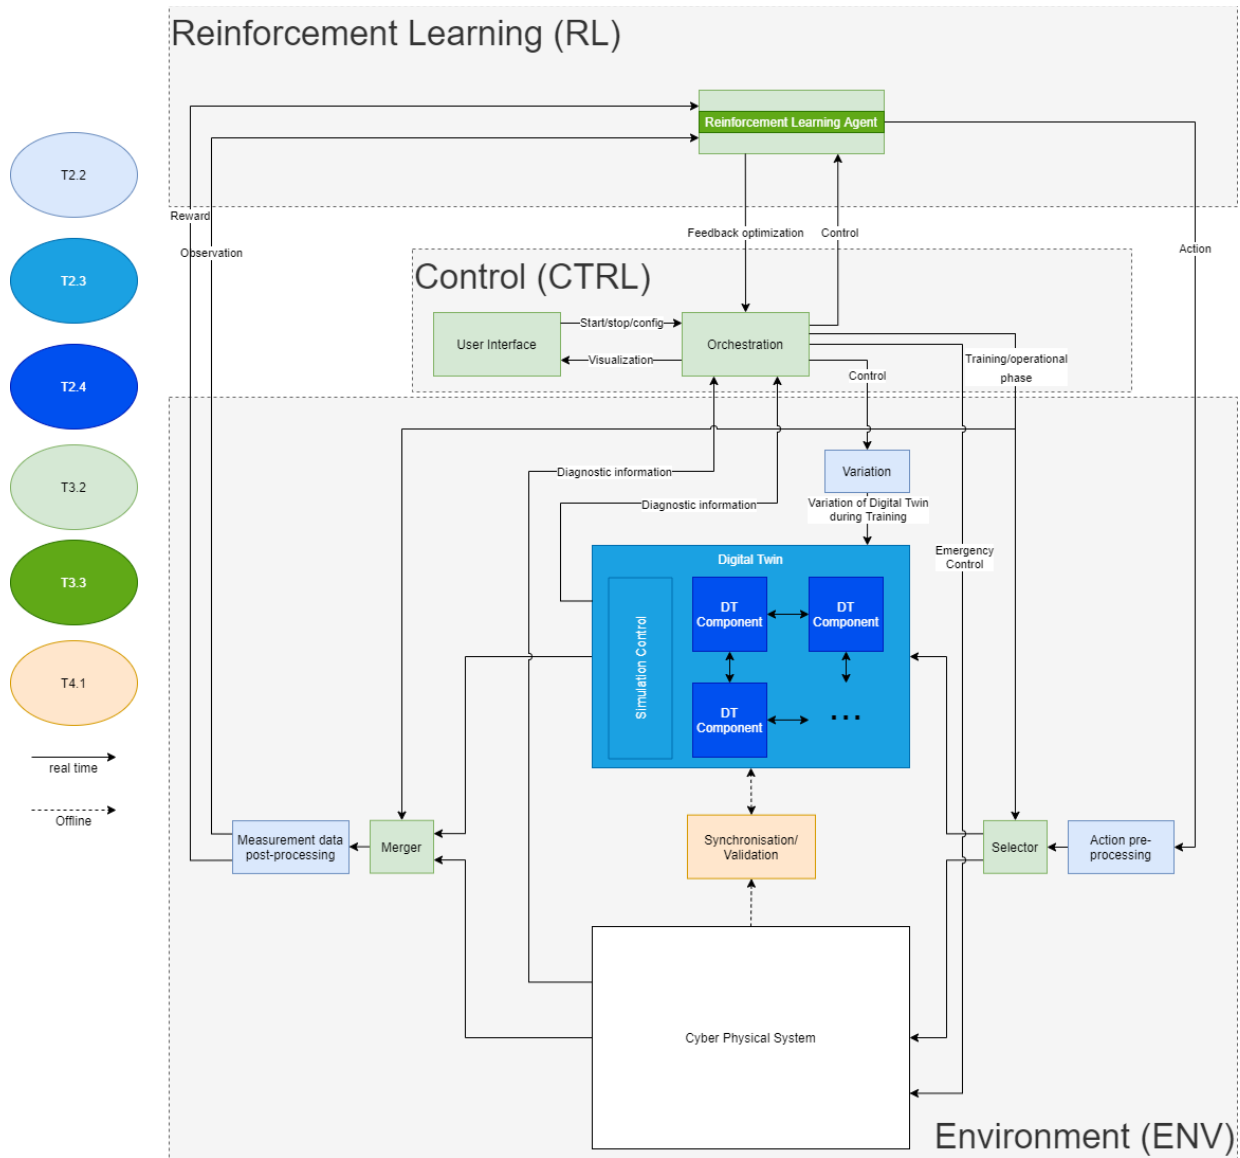 Reinforcement Learning (RL)
Reinforcement Learning Agent
T2.2
T2.3
T2.4
T3.2
T3.3
T4.1
real time
Offline
Reward
Observation
Feedback optimization
Control
Action
Control (CTRL)
User Interface
Start/stop/config
Visualization
Orchestration
Training/operational
phase
Control
Diagnostic information
Diagnostic information
Variation
Variation of Digital Twin
during Training
Emergency
Control
Digital Twin
Simulation Control
DT
Component
DT
Component
DT
Component
...
Measurement data
post-processing
Merger
Synchronisation/
Validation
Selector
Action pre-
processing
Cyber Physical System
Environment (ENV)